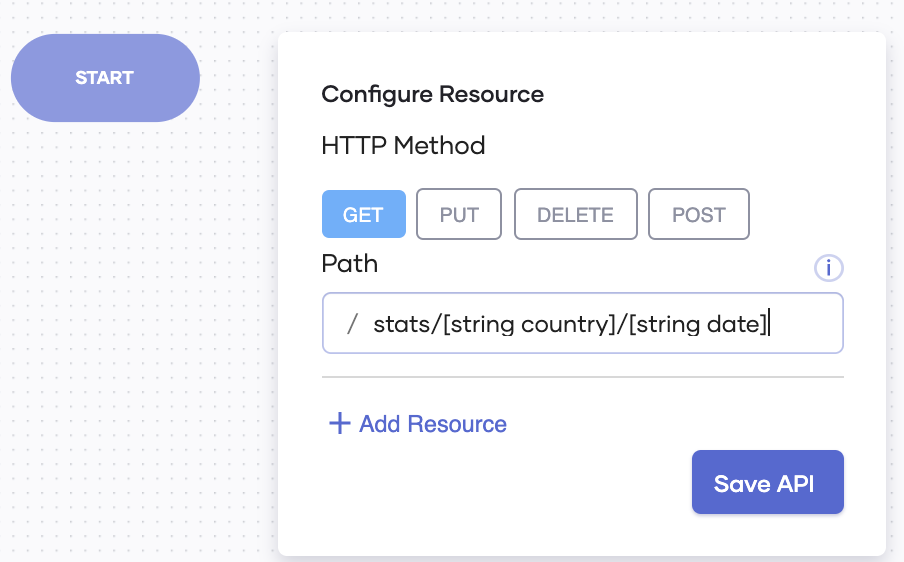 START
Configure Resource
HTTP Method
GET PUT DELETE POST
Path
i
/ stats/[string country]/[string date]
+ Add Resource
Save API